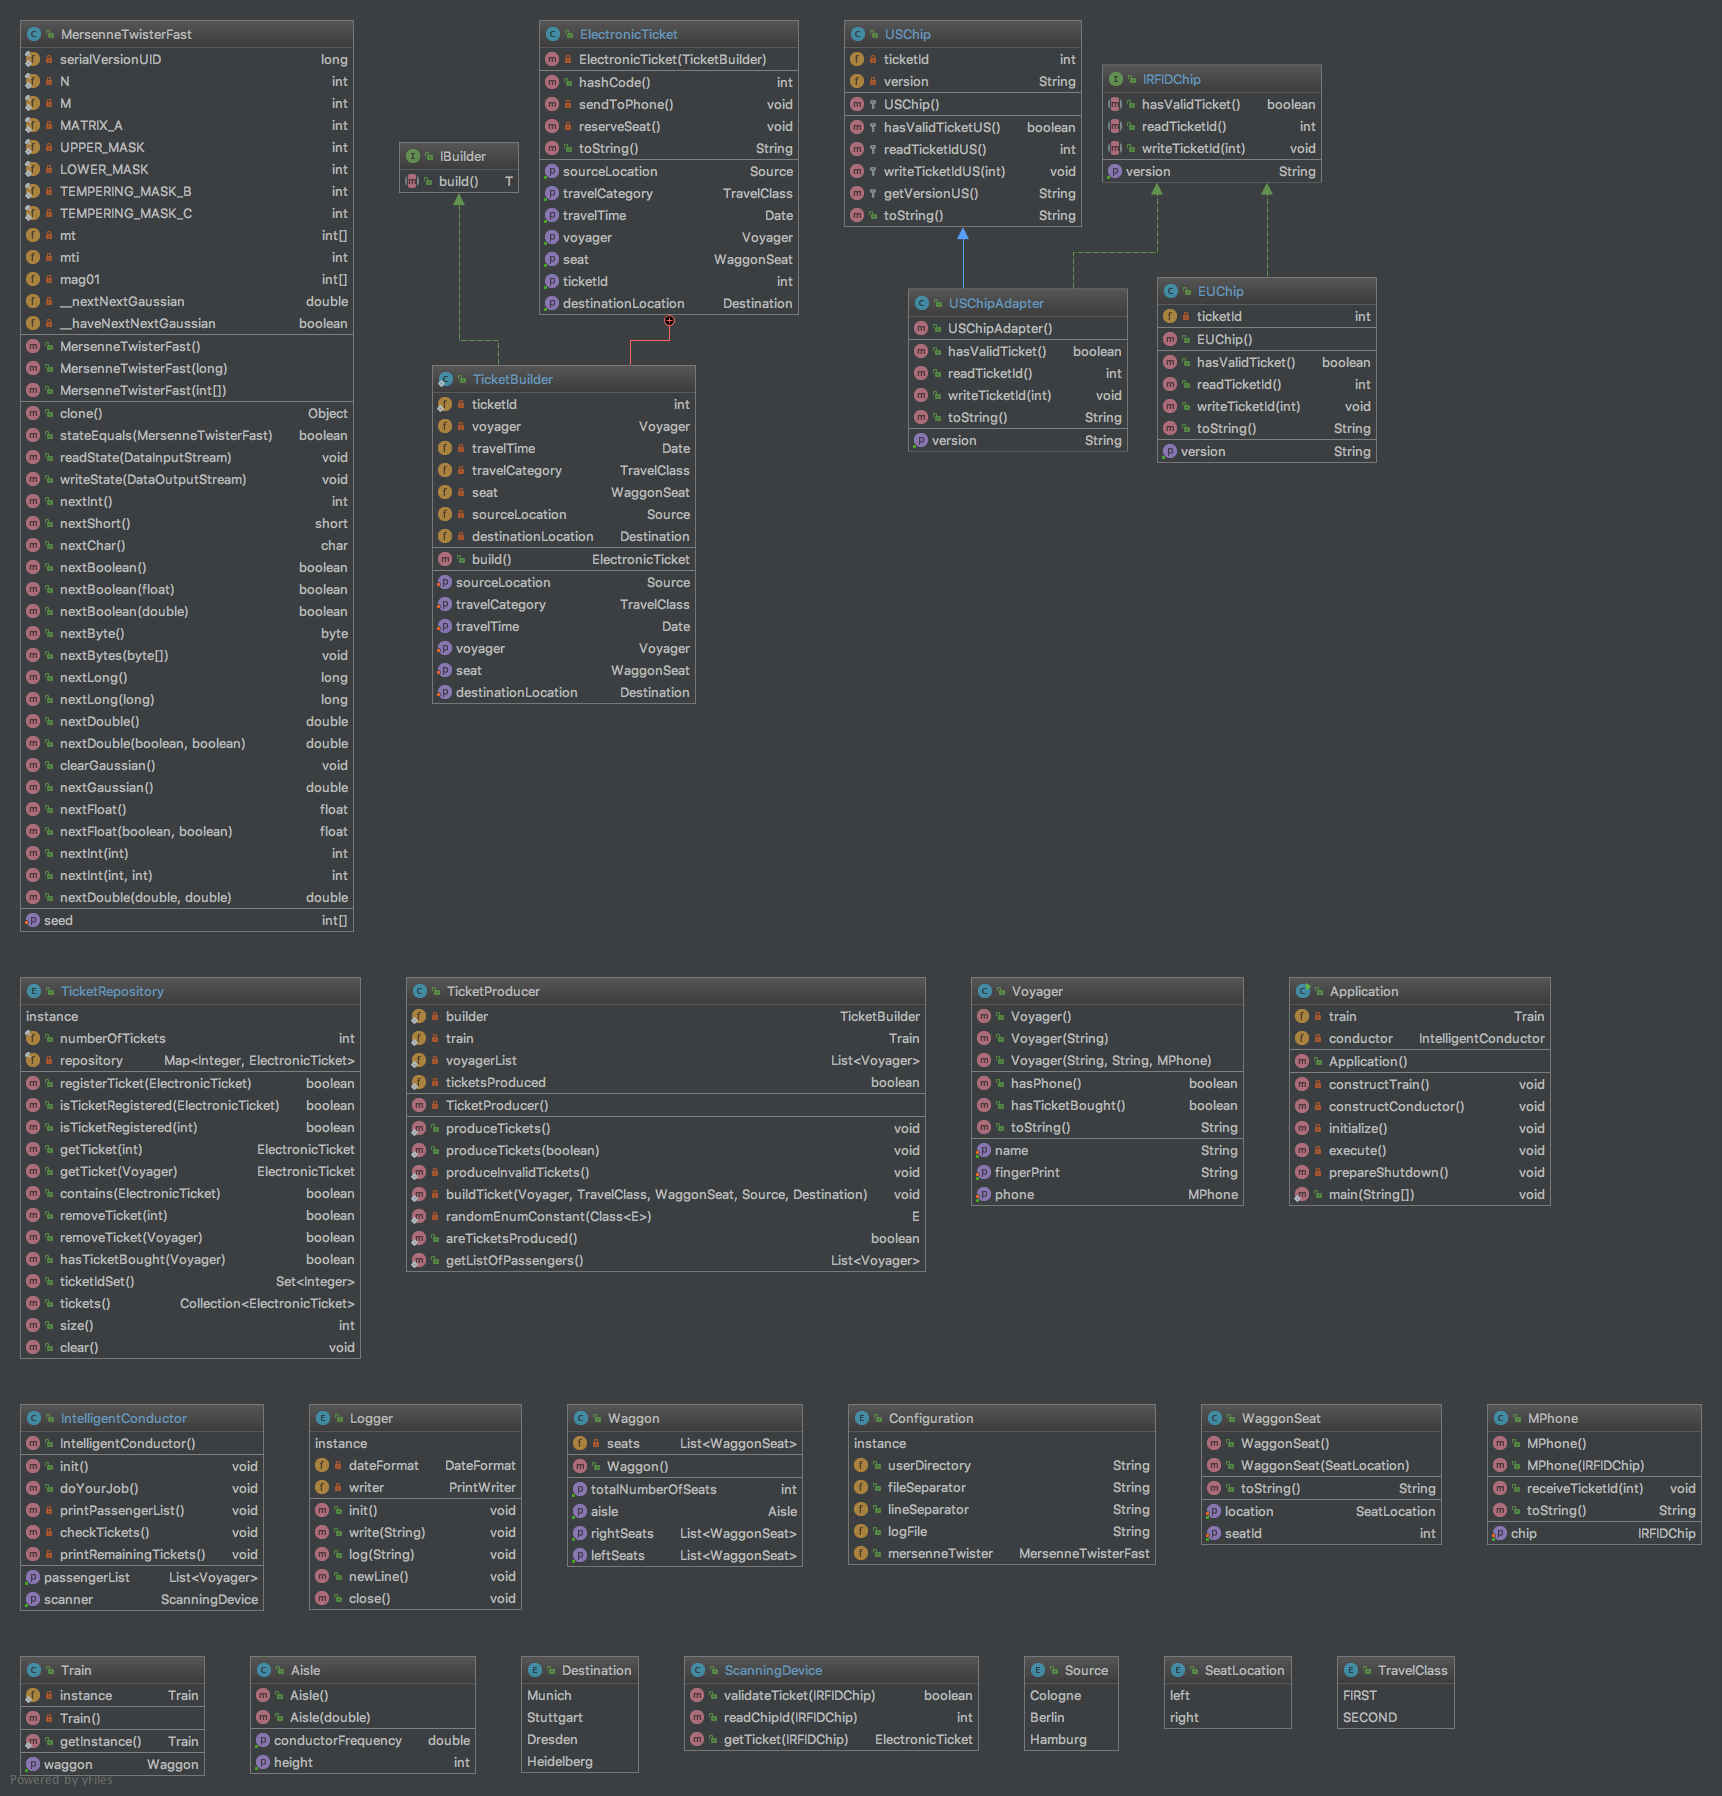 MersenneTwisterFast
serialVersionUID long
N int
M int
MATRIX_A int
UPPER_MASK int
LOWER_MASK int
TEMPERING_MASK_B int
TEMPERING_MASK_C int
mt int[]
mti int
mag01 int[]
__nextNextGaussian double
__haveNextNextGaussian boolean
MersenneTwisterFast()
MersenneTwisterFast(long)
MersenneTwisterFast(int[])
clone() Object
stateEquals(MersenneTwisterFast) boolean
readState(DataInputStream) void
writeState(DataOutputStream) void
nextInt() int
nextShort() short
nextChar() char
nextBoolean() boolean
nextBoolean(float) boolean
nextBoolean(double) boolean
nextByte() byte
nextBytes(byte[]) void
nextLong() long
nextLong(long) long
nextDouble() double
nextDouble(boolean, boolean) double
clearGaussian() void
nextGaussian() double
nextFloat() float
nextFloat(boolean, boolean) float
nextInt(int) int
nextInt(int, int) int
nextDouble(double, double) double
seed int[]
IBuilder
build() T
ElectronicTicket
ElectronicTicket(TicketBuilder)
hashCode() int
sendToPhone() void
reserveSeat() void
toString() String
sourceLocation Source
travelCategory TravelClass
travelTime Date
voyager Voyager
seat WaggonSeat
ticketId int
destinationLocation Destination
TicketBuilder
ticketId int
voyager Voyager
travelTime Date
travelCategory TravelClass
seat WaggonSeat
sourceLocation Source
destinationLocation Destination
build() ElectronicTicket
sourceLocation Source
travelCategory TravelClass
travelTime Date
voyager Voyager
seat WaggonSeat
destinationLocation Destination
USChip
ticketId int
version String
USChip()
hasValidTicketUS() boolean
readTicketIdUS() int
writeTicketIdUS(int) void
getVersionUS() String
toString() String
IRFIDChip
hasValidTicket() boolean
readTicketId() int
writeTicketId(int) void
version String
USChipAdapter
USChipAdapter()
hasValidTicket() boolean
readTicketId() int
writeTicketId(int) void
toString() String
version String
EUChip
ticketId int
EUChip()
hasValidTicket() boolean
readTicketId() int
writeTicketId(int) void
toString() String
version String
TicketRepository
instance
numberOfTickets int
repository Map<Integer, ElectronicTicket>
registerTicket(ElectronicTicket) boolean
isTicketRegistered(ElectronicTicket) boolean
isTicketRegistered(int) boolean
getTicket(int) ElectronicTicket
getTicket(Voyager) ElectronicTicket
contains(ElectronicTicket) boolean
removeTicket(int) boolean
removeTicket(Voyager) boolean
hasTicketBought(Voyager) boolean
ticketIdSet() Set<Integer>
tickets() Collection<ElectronicTicket>
size() int
clear() void
TicketProducer
builder TicketBuilder
train Train
voyagerList List<Voyager>
ticketsProduced boolean
TicketProducer()
produceTickets() void
produceTickets(boolean) void
produceInvalidTickets() void
buildTicket(Voyager, TravelClass, WaggonSeat, Source, Destination) void
randomEnumConstant(Class<E>) E
areTicketsProduced() boolean
getListOfPassengers() List<Voyager>
Voyager
Voyager()
Voyager(String)
Voyager(String, String, MPhone)
hasPhone() boolean
hasTicketBought() boolean
toString() String
name String
fingerPrint String
phone MPhone
Application
train Train
conductor IntelligentConductor
Application()
constructTrain() void
constructConductor() void
initialize() void
execute() void
prepareShutdown() void
main(String[]) void
IntelligentConductor
IntelligentConductor()
init() void
doYourJob() void
printPassengerList() void
checkTickets() void
printRemainingTickets() void
passengerList List<Voyager>
scanner ScanningDevice
Logger
instance
dateFormat DateFormat
writer PrintWriter
init() void
write(String) void
log(String) void
newLine() void
close() void
Waggon
seats List<WaggonSeat>
Waggon()
totalNumberOfSeats int
aisle Aisle
rightSeats List<WaggonSeat>
leftSeats List<WaggonSeat>
Configuration
instance
userDirectory String
fileSeparator String
lineSeparator String
logFile String
mersenneTwister MersenneTwisterFast
WaggonSeat
WaggonSeat()
WaggonSeat(SeatLocation)
toString() String
location SeatLocation
seatId int
MPhone
MPhone()
MPhone(IRFIDChip)
receiveTicketId(int) void
toString() String
chip IRFIDChip
Train
instance Train
Train()
getInstance() Train
waggon Waggon
Aisle
Aisle()
Aisle(double)
conductorFrequency double
height int
Destination
Munich
Stuttgart
Dresden
Heidelberg
ScanningDevice
validateTicket(IRFIDChip) boolean
readChipId(IRFIDChip) int
getTicket(IRFIDChip) ElectronicTicket
Source
Cologne
Berlin
Hamburg
SeatLocation
left
right
TravelClass
FIRST
SECOND
Powered by yFiles